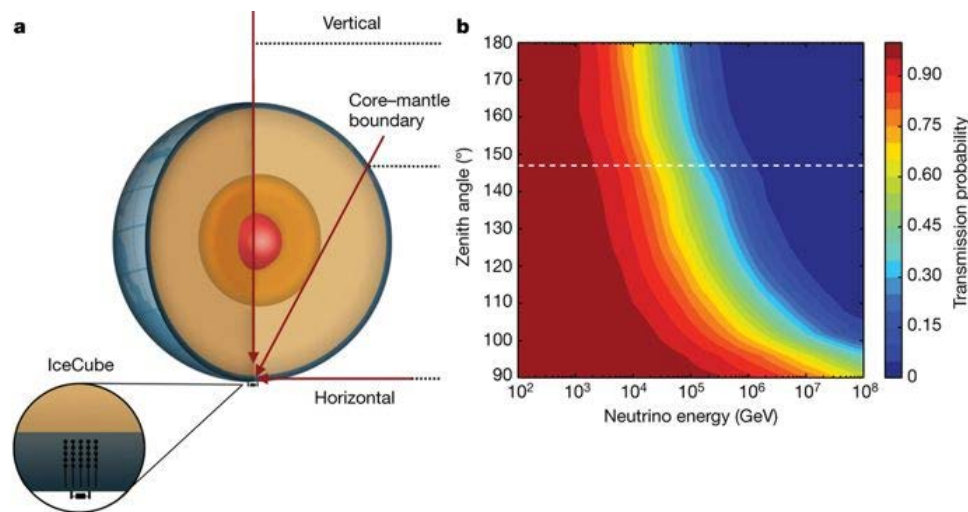 a
Vertical
Core–mantle
boundary
IceCube
Horizontal
b
180
170
160
150
140
130
120
110
100
90
Zenith angle (°)
10²
10³
10⁴
10⁵
10⁶
10⁷
10⁸
Neutrino energy (GeV)
0.90
0.75
0.60
0.45
0.30
0.15
0
Transmission probability